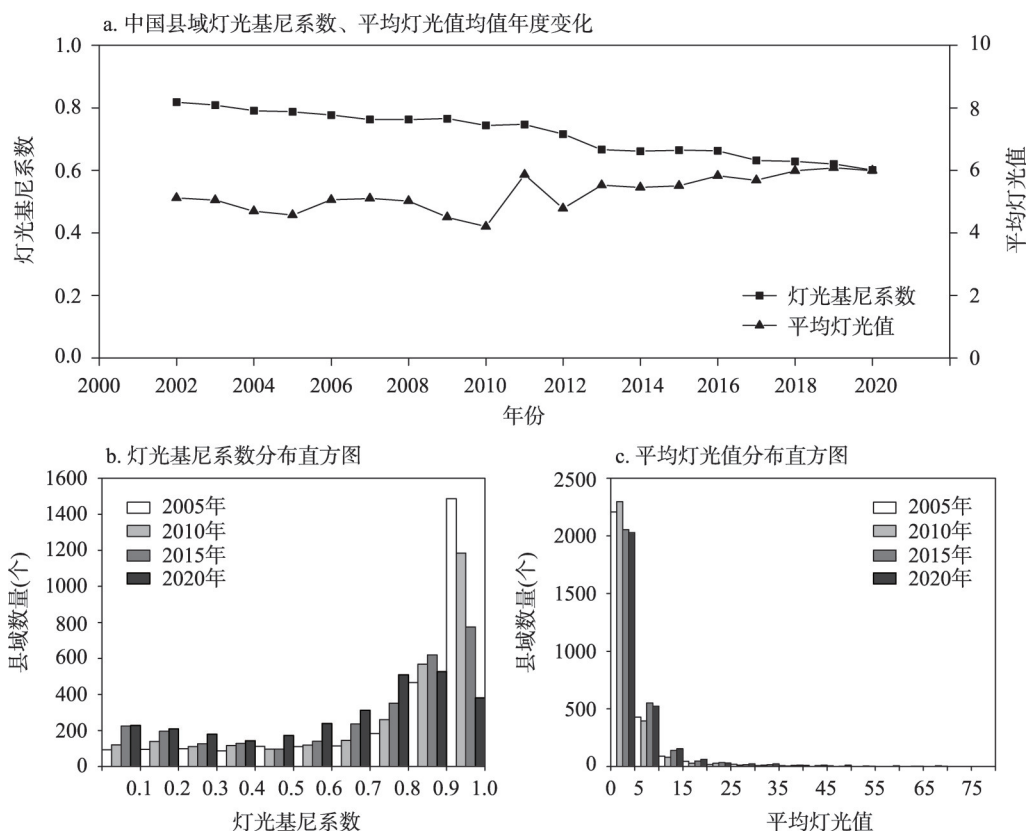 a. 中国县域灯光基尼系数、平均灯光值均值年度变化
1.0
0.8
0.6
0.4
0.2
0.0
灯光基尼系数
10
8
6
4
2
0
平均灯光值
灯光基尼系数
平均灯光值
2000 2002 2004 2006 2008 2010 2012 2014 2016 2018 2020
年份
b. 灯光基尼系数分布直方图
1600
1400
1200
1000
800
600
400
200
0
县域数量(个)
2005年
2010年
2015年
2020年
0.1 0.2 0.3 0.4 0.5 0.6 0.7 0.8 0.9 1.0
灯光基尼系数
c. 平均灯光值分布直方图
2500
2000
1500
1000
500
0
县域数量(个)
2005年
2010年
2015年
2020年
0 5 15 25 35 45 55 65 75
平均灯光值